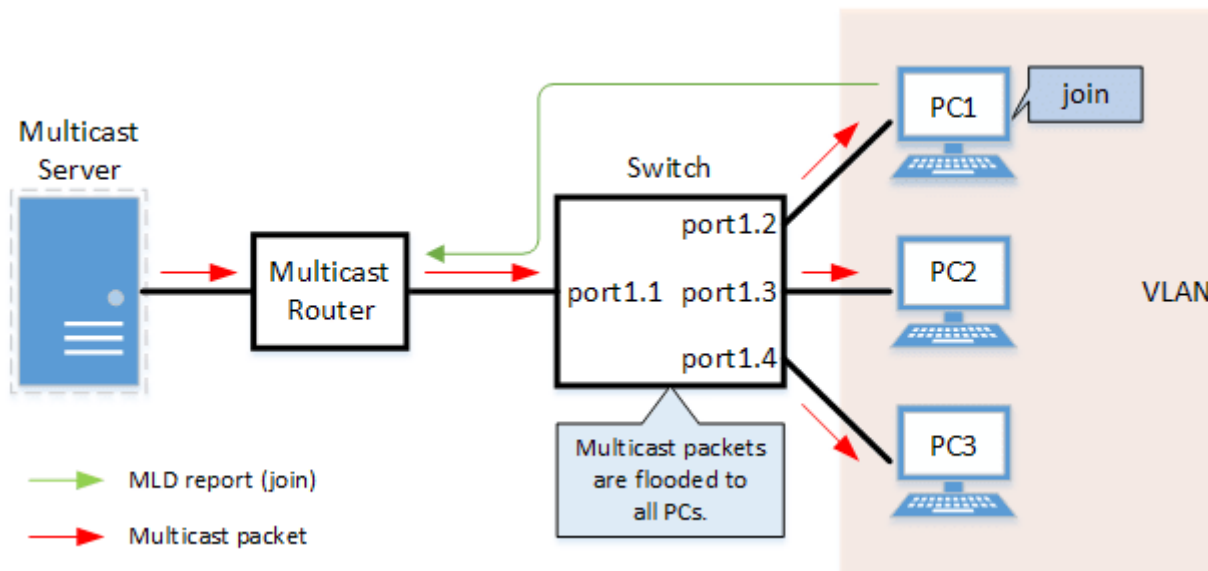 Multicast
Server
Multicast
Router
Switch
port1.1
port1.2
port1.3
port1.4
PC1
join
PC2
PC3
VLAN
Multicast packets
are flooded to
all PCs.
MLD report (join)
Multicast packet